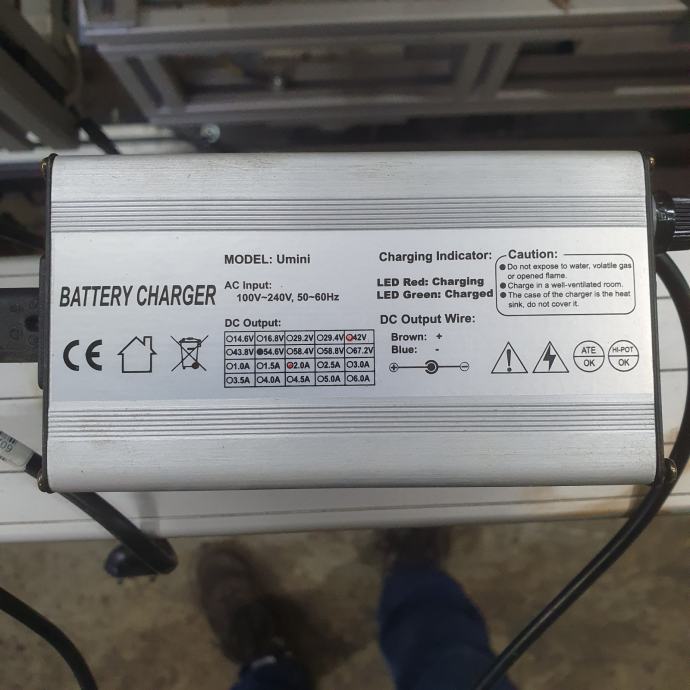 BATTERY CHARGER
CE
MODEL: Umini
AC Input:
100V~240V, 50~60Hz
DC Output:
14.6V 16.8V 29.2V 29.4V 42V
43.8V 54.6V 58.4V 58.8V 67.2V
1.0A 1.5A 2.0A 2.5A 3.0A
3.5A 4.0A 4.5A 5.0A 6.0A
Charging Indicator:
LED Red: Charging
LED Green: Charged
DC Output Wire:
Brown: +
Blue: -
Caution:
Do not expose to water, volatile gas
or opened flame.
Charge in a well-ventilated room.
The case of the charger is the heat
sink, do not cover it.
ATE
OK
HI-POT
OK